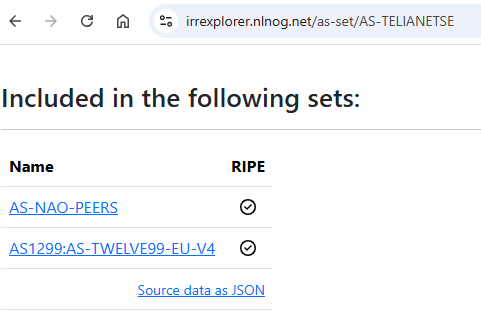 irrexplorer.nlnog.net/as-set/AS-TELIANETSE
Included in the following sets:
Name RIPE
AS-NAO-PEERS
AS1299:AS-TWELVE99-EU-V4
Source data as JSON